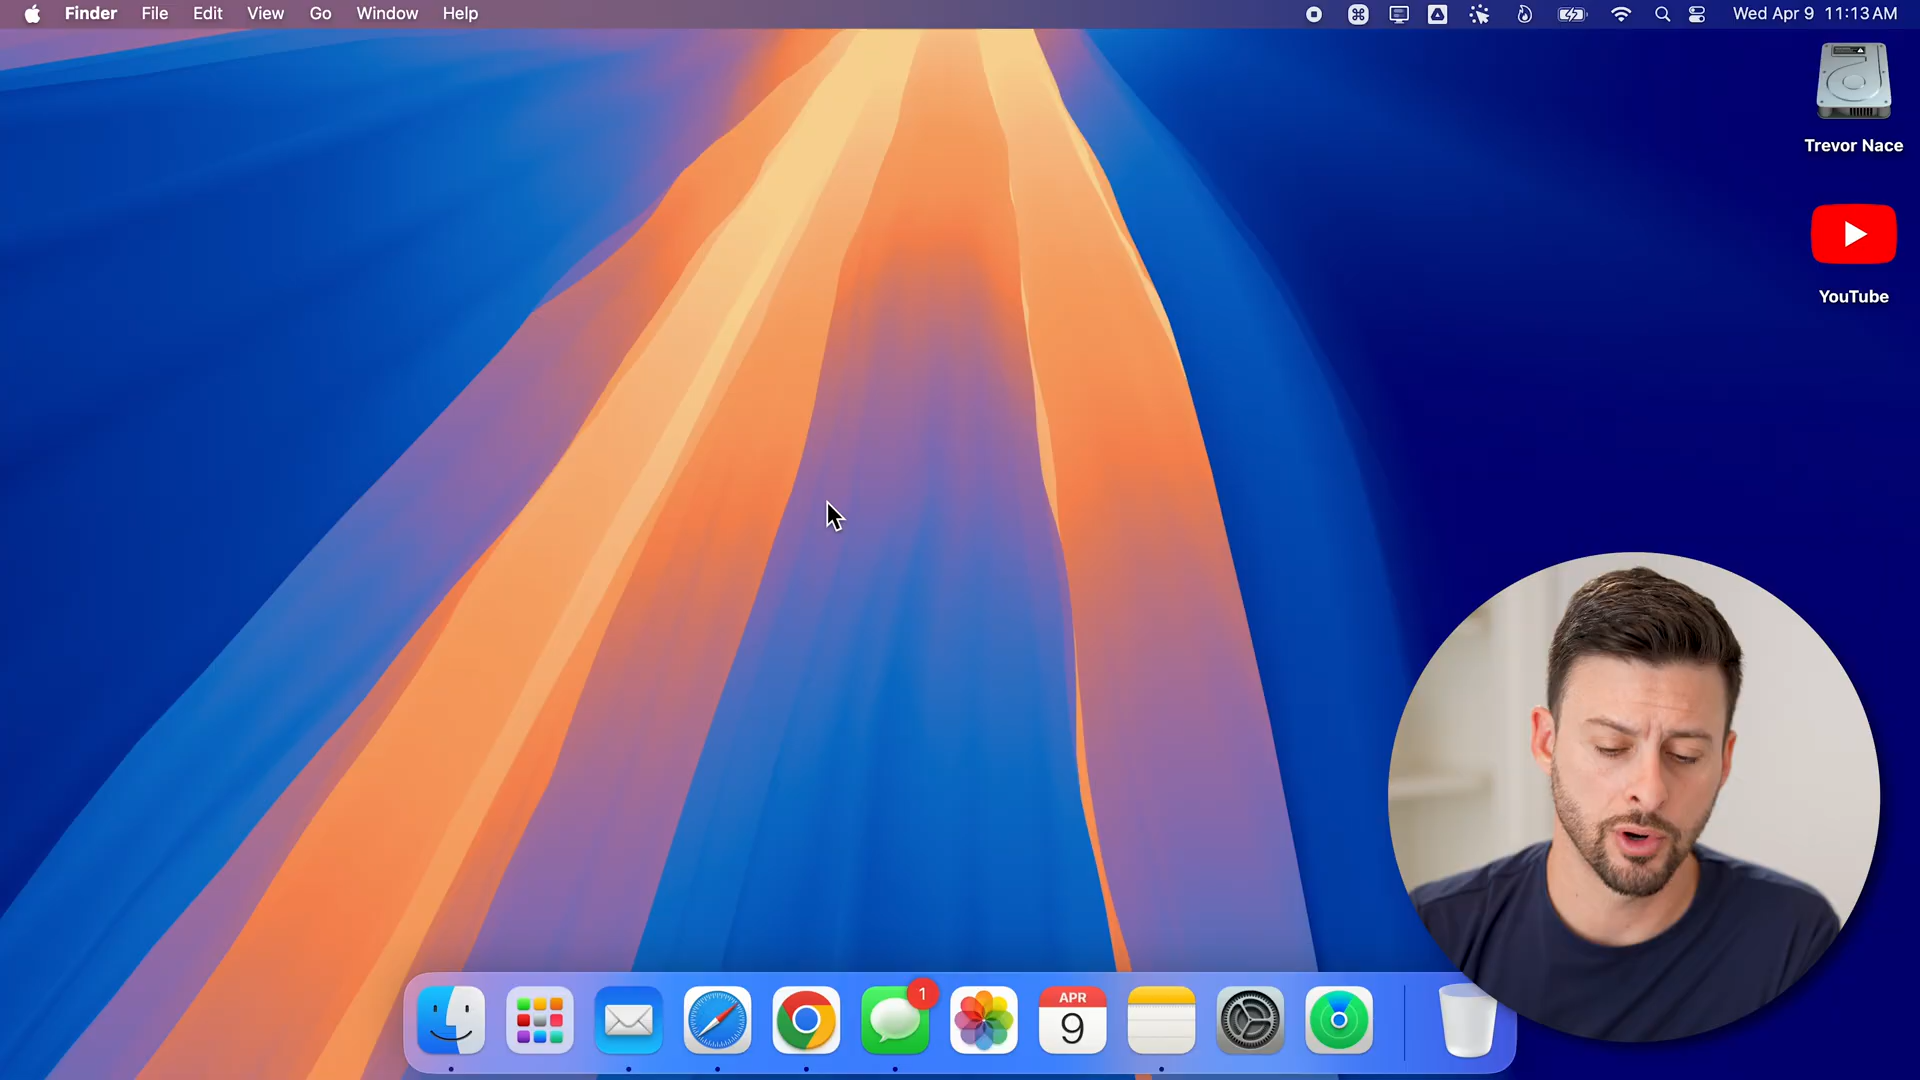 Finder File Edit View Go Window Help Wed Apr 9 11:13 AM
Trevor Nace
YouTube
1
APR
9